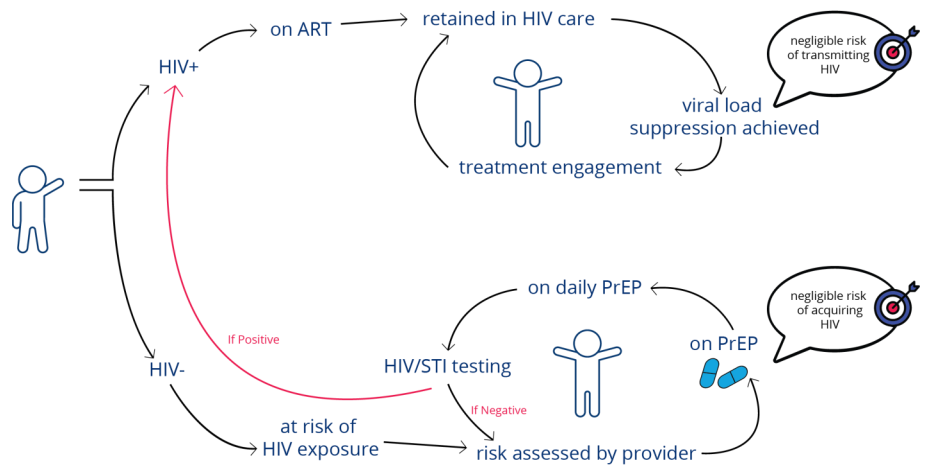 on ART
retained in HIV care
HIV+
negligible risk
of transmitting
HIV
viral load
suppression achieved
treatment engagement
on daily PrEP
negligible risk
of acquiring
HIV
If Positive
on PrEP
HIV-
HIV/STI testing
If Negative
at risk of
HIV exposure
risk assessed by provider